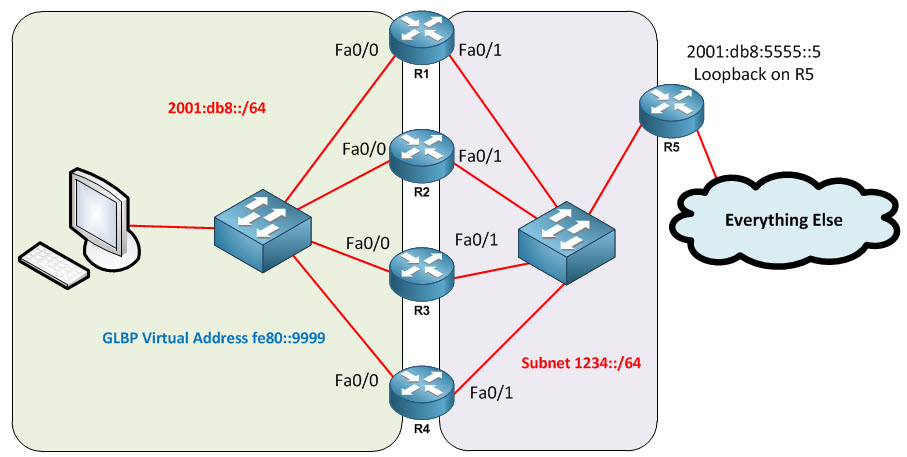 Fa0/0
R1
Fa0/1
2001:db8:5555::5
Loopback on R5
2001:db8::/64
R5
Fa0/0
R2
Fa0/1
Everything Else
Fa0/0
R3
Fa0/1
GLBP Virtual Address fe80::9999
Subnet 1234::/64
Fa0/0
R4
Fa0/1